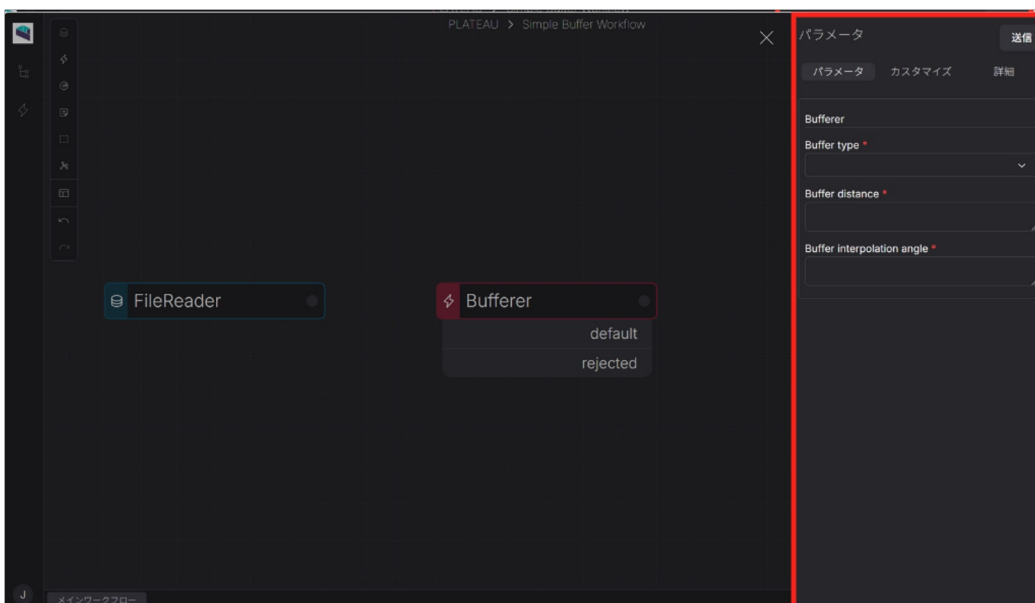 PLATEAU > Simple Buffer Workflow
パラメータ
送信
パラメータ カスタマイズ 詳細
Bufferer
Buffer type *
Buffer distance *
Buffer interpolation angle *
FileReader
Bufferer
default
rejected
J
メインワークフロー